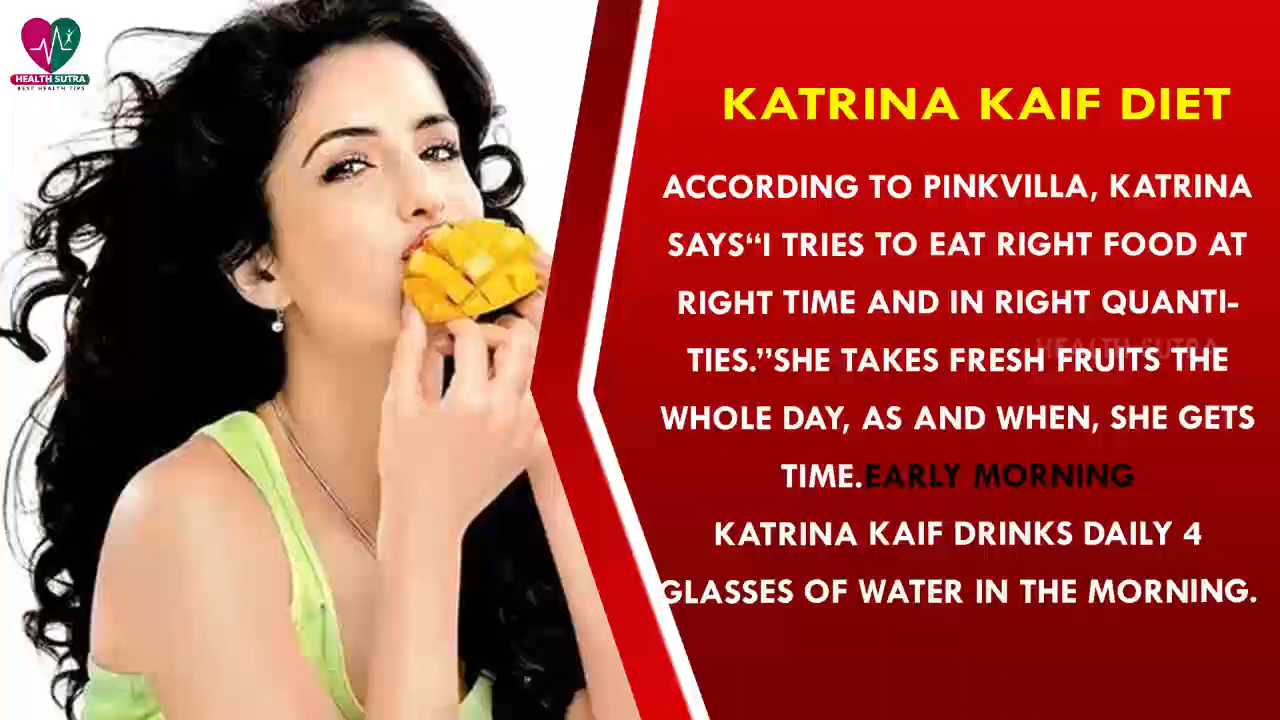 HEALTH SUTRA
BEST HEALTH TIPS
KATRINA KAIF DIET
ACCORDING TO PINKVILLA, KATRINA
SAYS“I TRIES TO EAT RIGHT FOOD AT
RIGHT TIME AND IN RIGHT QUANTI-
TIES.”SHE TAKES FRESH FRUITS THE
HEALTH SUTRA
WHOLE DAY, AS AND WHEN, SHE GETS
TIME.EARLY MORNING
KATRINA KAIF DRINKS DAILY 4
GLASSES OF WATER IN THE MORNING.